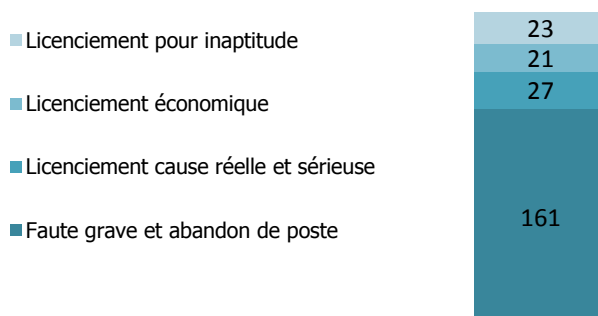 Licenciement pour inaptitude
Licenciement économique
Licenciement cause réelle et sérieuse
Faute grave et abandon de poste
23
21
27
161